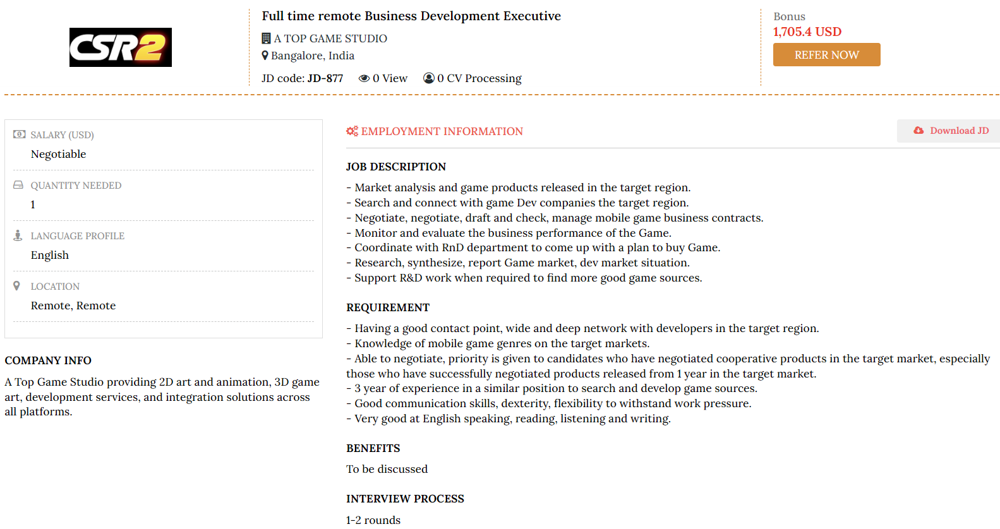 CSR2
Full time remote Business Development Executive
A TOP GAME STUDIO
Bangalore, India
JD code: JD-877 0 View 0 CV Processing
Bonus
1,705.4 USD
REFER NOW
SALARY (USD)
Negotiable
QUANTITY NEEDED
1
LANGUAGE PROFILE
English
LOCATION
Remote, Remote
COMPANY INFO
A Top Game Studio providing 2D art and animation, 3D game
art, development services, and integration solutions across
all platforms.
EMPLOYMENT INFORMATION
Download JD
JOB DESCRIPTION
- Market analysis and game products released in the target region.
- Search and connect with game Dev companies the target region.
- Negotiate, negotiate, draft and check, manage mobile game business contracts.
- Monitor and evaluate the business performance of the Game.
- Coordinate with RnD department to come up with a plan to buy Game.
- Research, synthesize, report Game market, dev market situation.
- Support R&D work when required to find more good game sources.
REQUIREMENT
- Having a good contact point, wide and deep network with developers in the target region.
- Knowledge of mobile game genres on the target markets.
- Able to negotiate, priority is given to candidates who have negotiated cooperative products in the target market, especially
those who have successfully negotiated products released from 1 year in the target market.
- 3 year of experience in a similar position to search and develop game sources.
- Good communication skills, dexterity, flexibility to withstand work pressure.
- Very good at English speaking, reading, listening and writing.
BENEFITS
To be discussed
INTERVIEW PROCESS
1-2 rounds